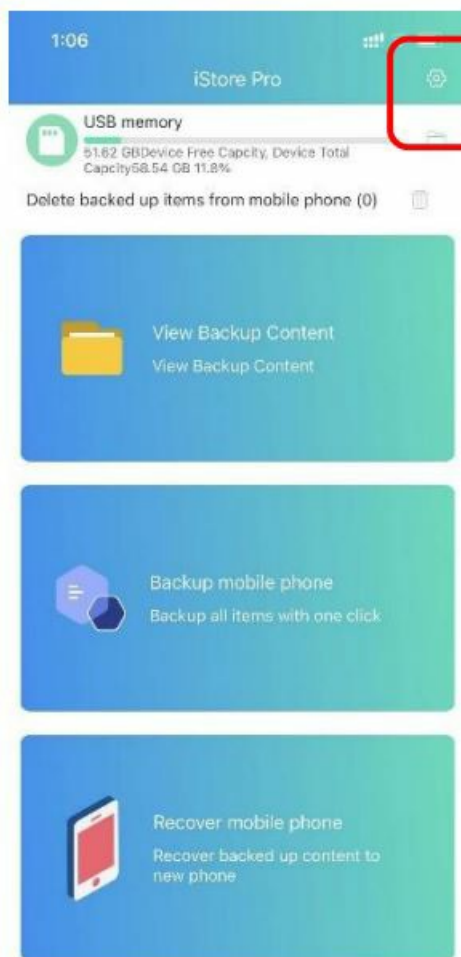 1:06
iStore Pro
USB memory
51.62 GBDevice Free Capcity, Device Total
Capcity58.54 GB 11.8%
Delete backed up items from mobile phone (0)
View Backup Content
View Backup Content
Backup mobile phone
Backup all items with one click
Recover mobile phone
Recover backed up content to
new phone